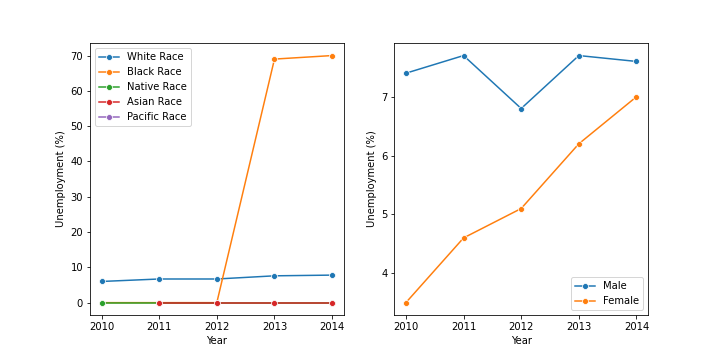 Unemployment (%)
70
60
50
40
30
20
10
0
White Race
Black Race
Native Race
Asian Race
Pacific Race
2010 2011 2012 2013 2014
Year
Unemployment (%)
7
6
5
4
Male
Female
2010 2011 2012 2013 2014
Year